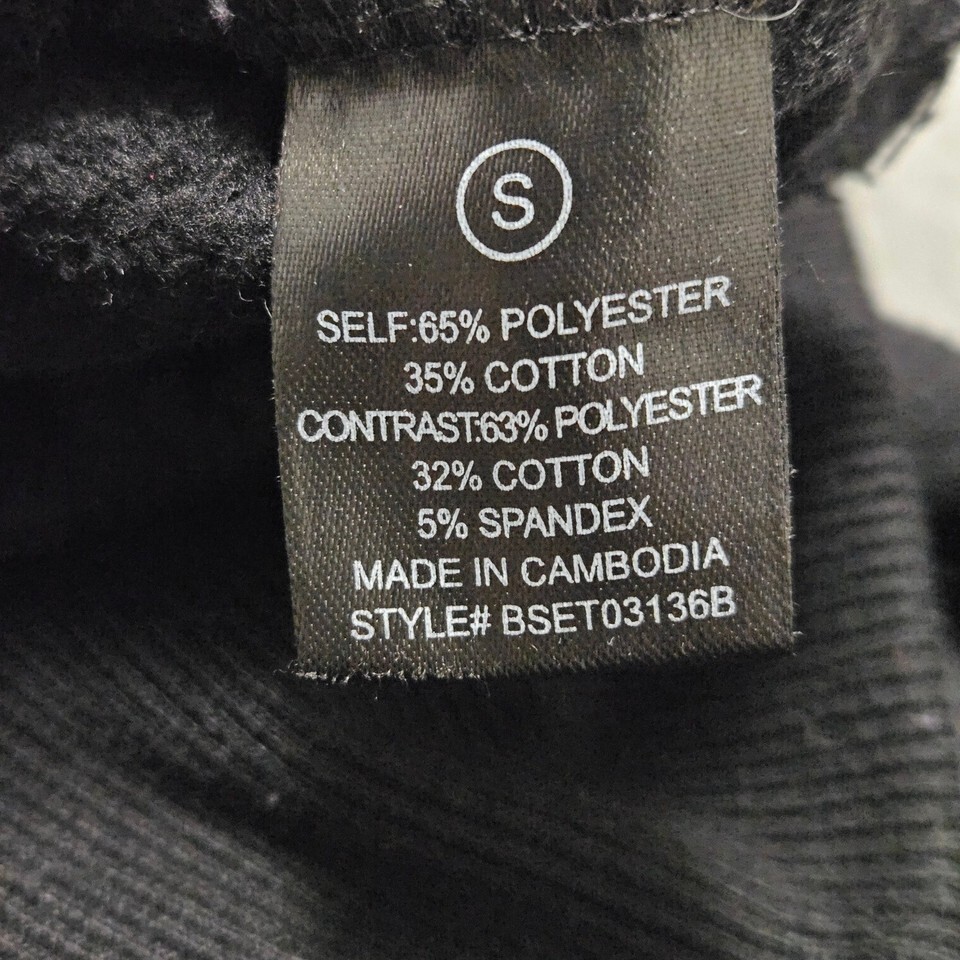 S
SELF:65% POLYESTER
35% COTTON
CONTRAST:63% POLYESTER
32% COTTON
5% SPANDEX
MADE IN CAMBODIA
STYLE# BSET03136B